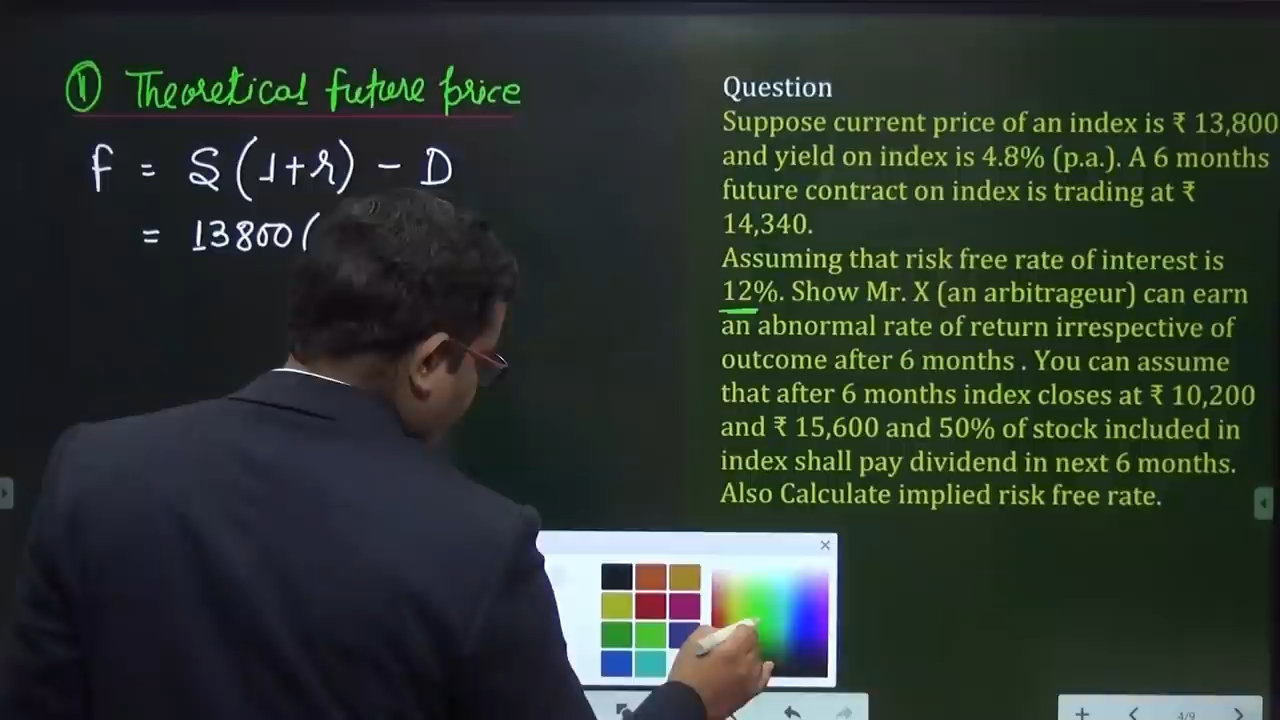 ① Theoretical future price
F = S (1+r) - D
= 13800 (
Question
Suppose current price of an index is ₹ 13,800
and yield on index is 4.8% (p.a.). A 6 months
future contract on index is trading at ₹
14,340.
Assuming that risk free rate of interest is
12%. Show Mr. X (an arbitrageur) can earn
an abnormal rate of return irrespective of
outcome after 6 months . You can assume
that after 6 months index closes at ₹ 10,200
and ₹ 15,600 and 50% of stock included in
index shall pay dividend in next 6 months.
Also Calculate implied risk free rate.
4/9